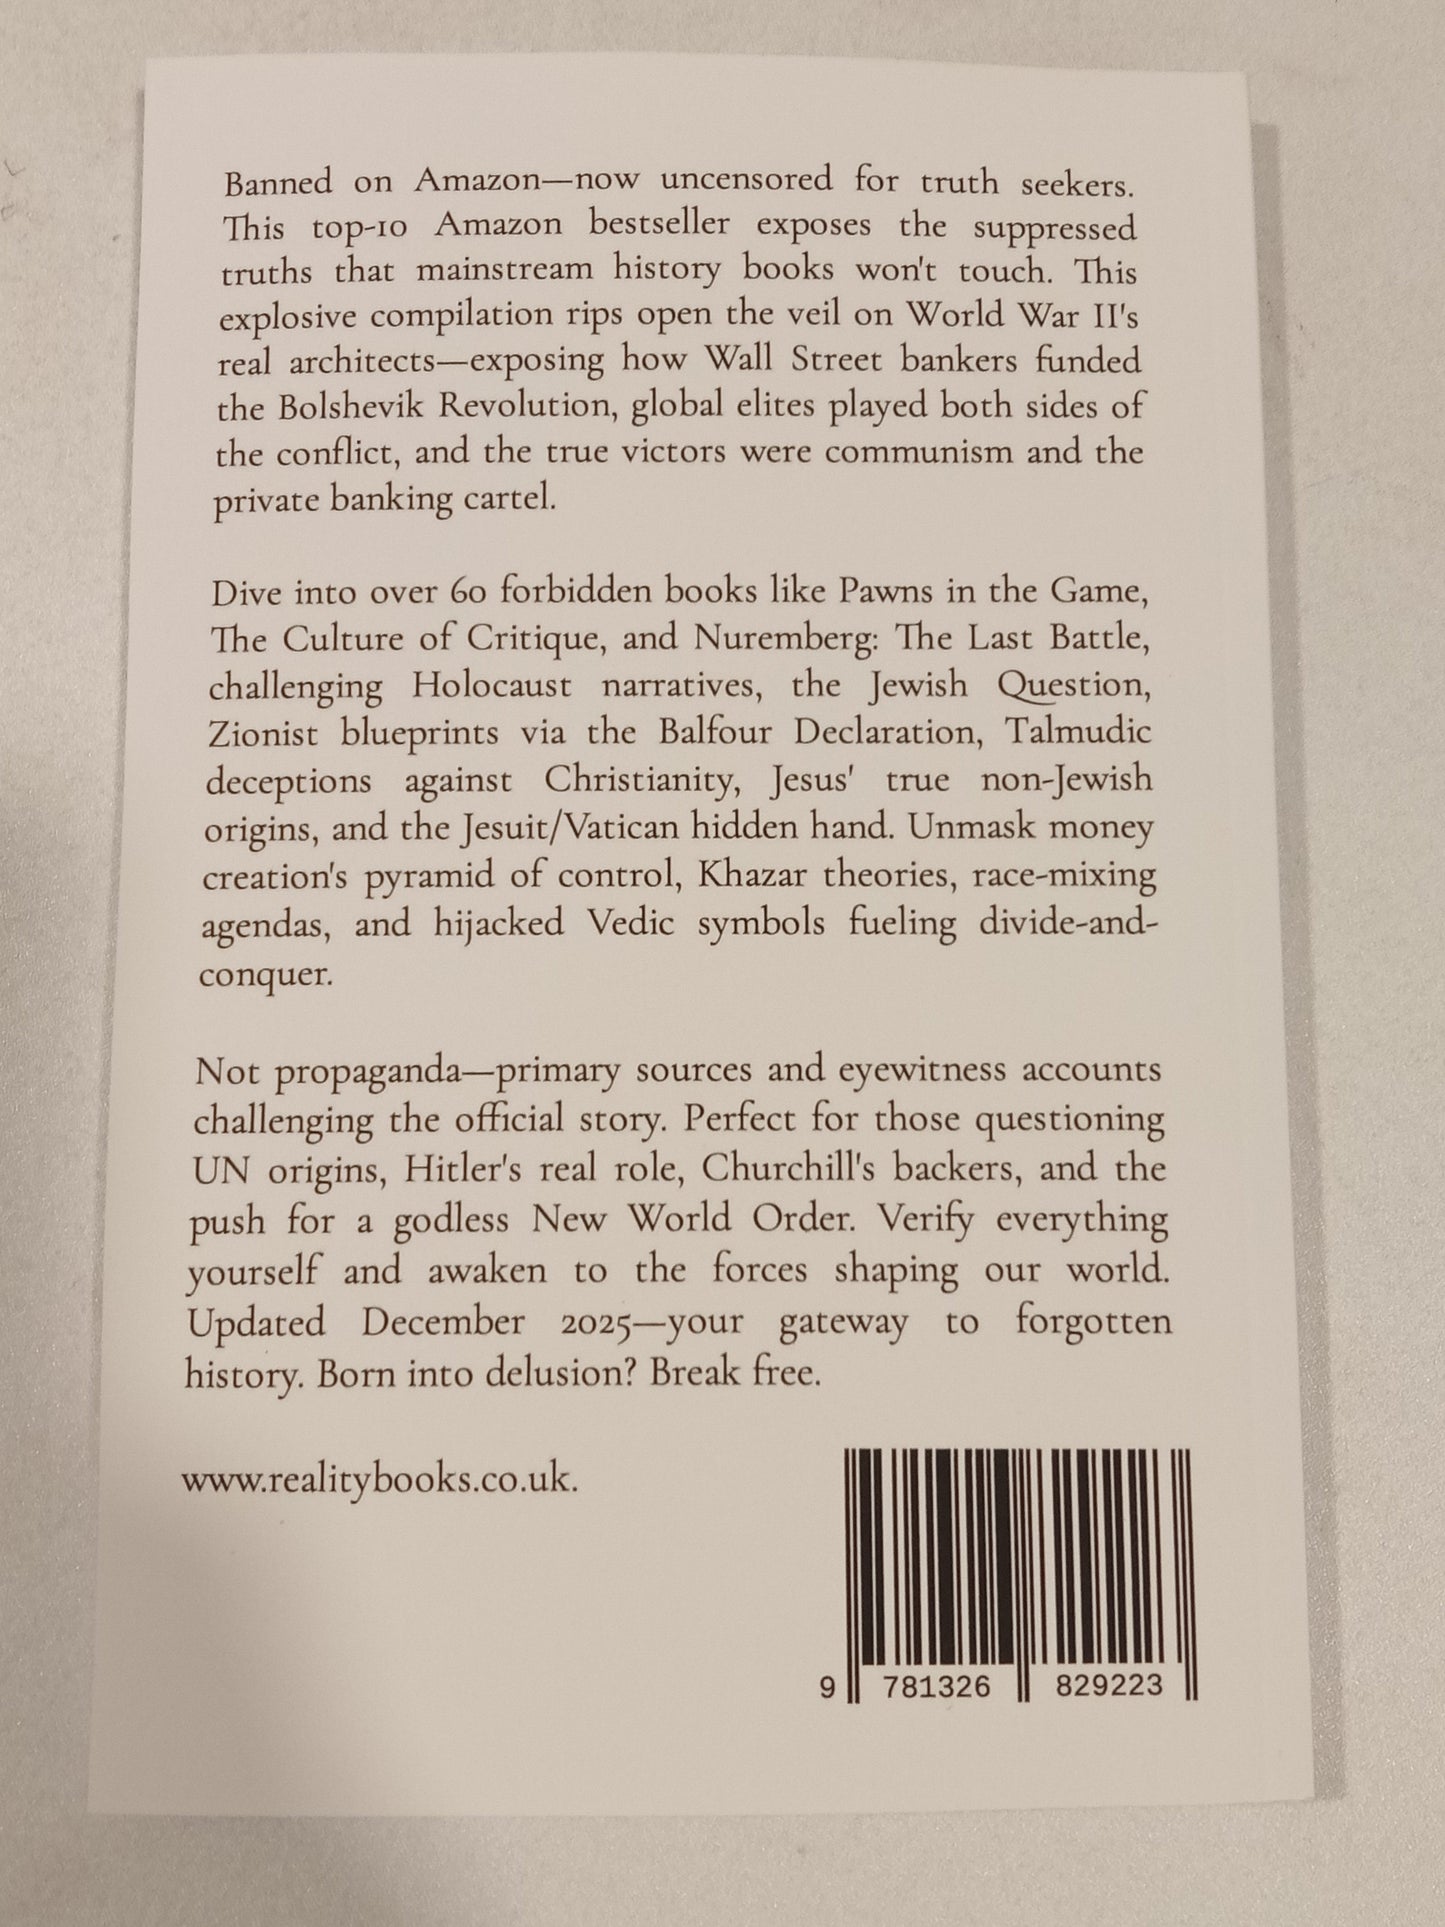 Banned on Amazon—now uncensored for truth seekers.
This top-10 Amazon bestseller exposes the suppressed
truths that mainstream history books won't touch. This
explosive compilation rips open the veil on World War II's
real architects—exposing how Wall Street bankers funded
the Bolshevik Revolution, global elites played both sides of
the conflict, and the true victors were communism and the
private banking cartel.
Dive into over 60 forbidden books like Pawns in the Game,
The Culture of Critique, and Nuremberg: The Last Battle,
challenging Holocaust narratives, the Jewish Question,
Zionist blueprints via the Balfour Declaration, Talmudic
deceptions against Christianity, Jesus' true non-Jewish
origins, and the Jesuit/Vatican hidden hand. Unmask money
creation's pyramid of control, Khazar theories, race-mixing
agendas, and hijacked Vedic symbols fueling divide-and-
conquer.
Not propaganda—primary sources and eyewitness accounts
challenging the official story. Perfect for those questioning
UN origins, Hitler's real role, Churchill's backers, and the
push for a godless New World Order. Verify everything
yourself and awaken to the forces shaping our world.
Updated December 2025—your gateway to forgotten
history. Born into delusion? Break free.
www.realitybooks.co.uk.
9 781326 829223